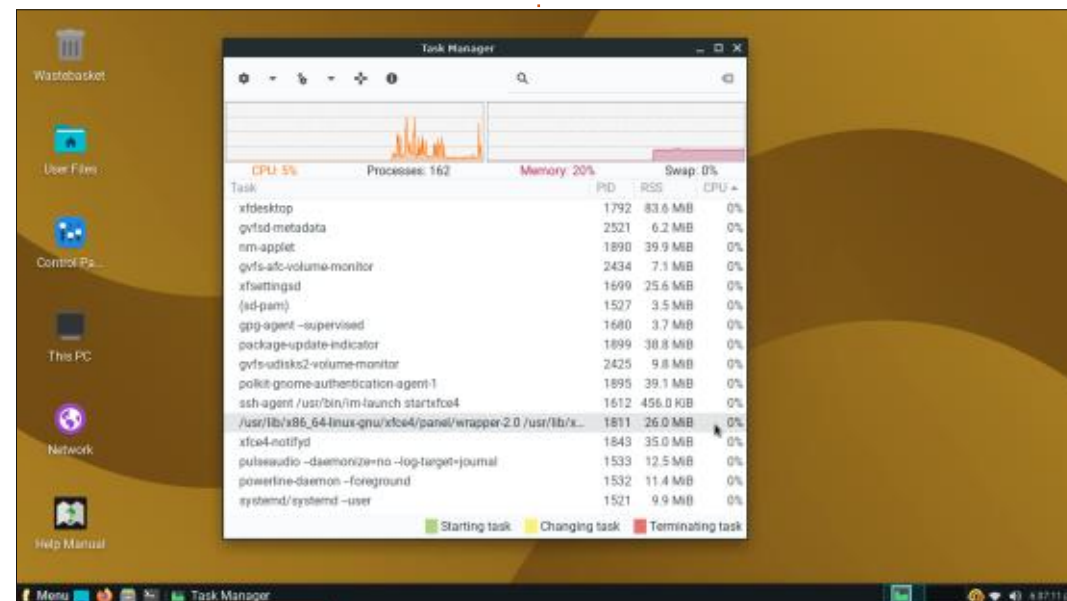 Wastebasket
User Files
Control Pa...
This PC
Network
Help Manual
Task Manager
CPU: 5% Processes: 162 Memory: 20% Swap: 0%
Task PID RSS CPU
xfdesktop 1792 83.6 MiB 0%
gvfsd-metadata 2521 6.2 MiB 0%
nm-applet 1890 39.9 MiB 0%
gvfs-afc-volume-monitor 2434 7.1 MiB 0%
xfsettingsd 1699 25.6 MiB 0%
(sd-pam) 1527 3.5 MiB 0%
gpg-agent --supervised 1680 3.7 MiB 0%
package-update-indicator 1899 38.8 MiB 0%
gvfs-udisks2-volume-monitor 2425 9.8 MiB 0%
polkit-gnome-authentication-agent-1 1895 39.1 MiB 0%
ssh-agent /usr/bin/im-launch startxfce4 1612 456.0 KiB 0%
/usr/lib/x86_64-linux-gnu/xfce4/panel/wrapper-2.0 /usr/lib/x... 1811 26.0 MiB 0%
xfce4-notifyd 1843 35.0 MiB 0%
pulseaudio --daemonize=no --log-target=journal 1533 12.5 MiB 0%
powerline-daemon --foreground 1532 11.4 MiB 0%
systemd/systemd --user 1521 9.9 MiB 0%
Starting task Changing task Terminating task
Menu Task Manager